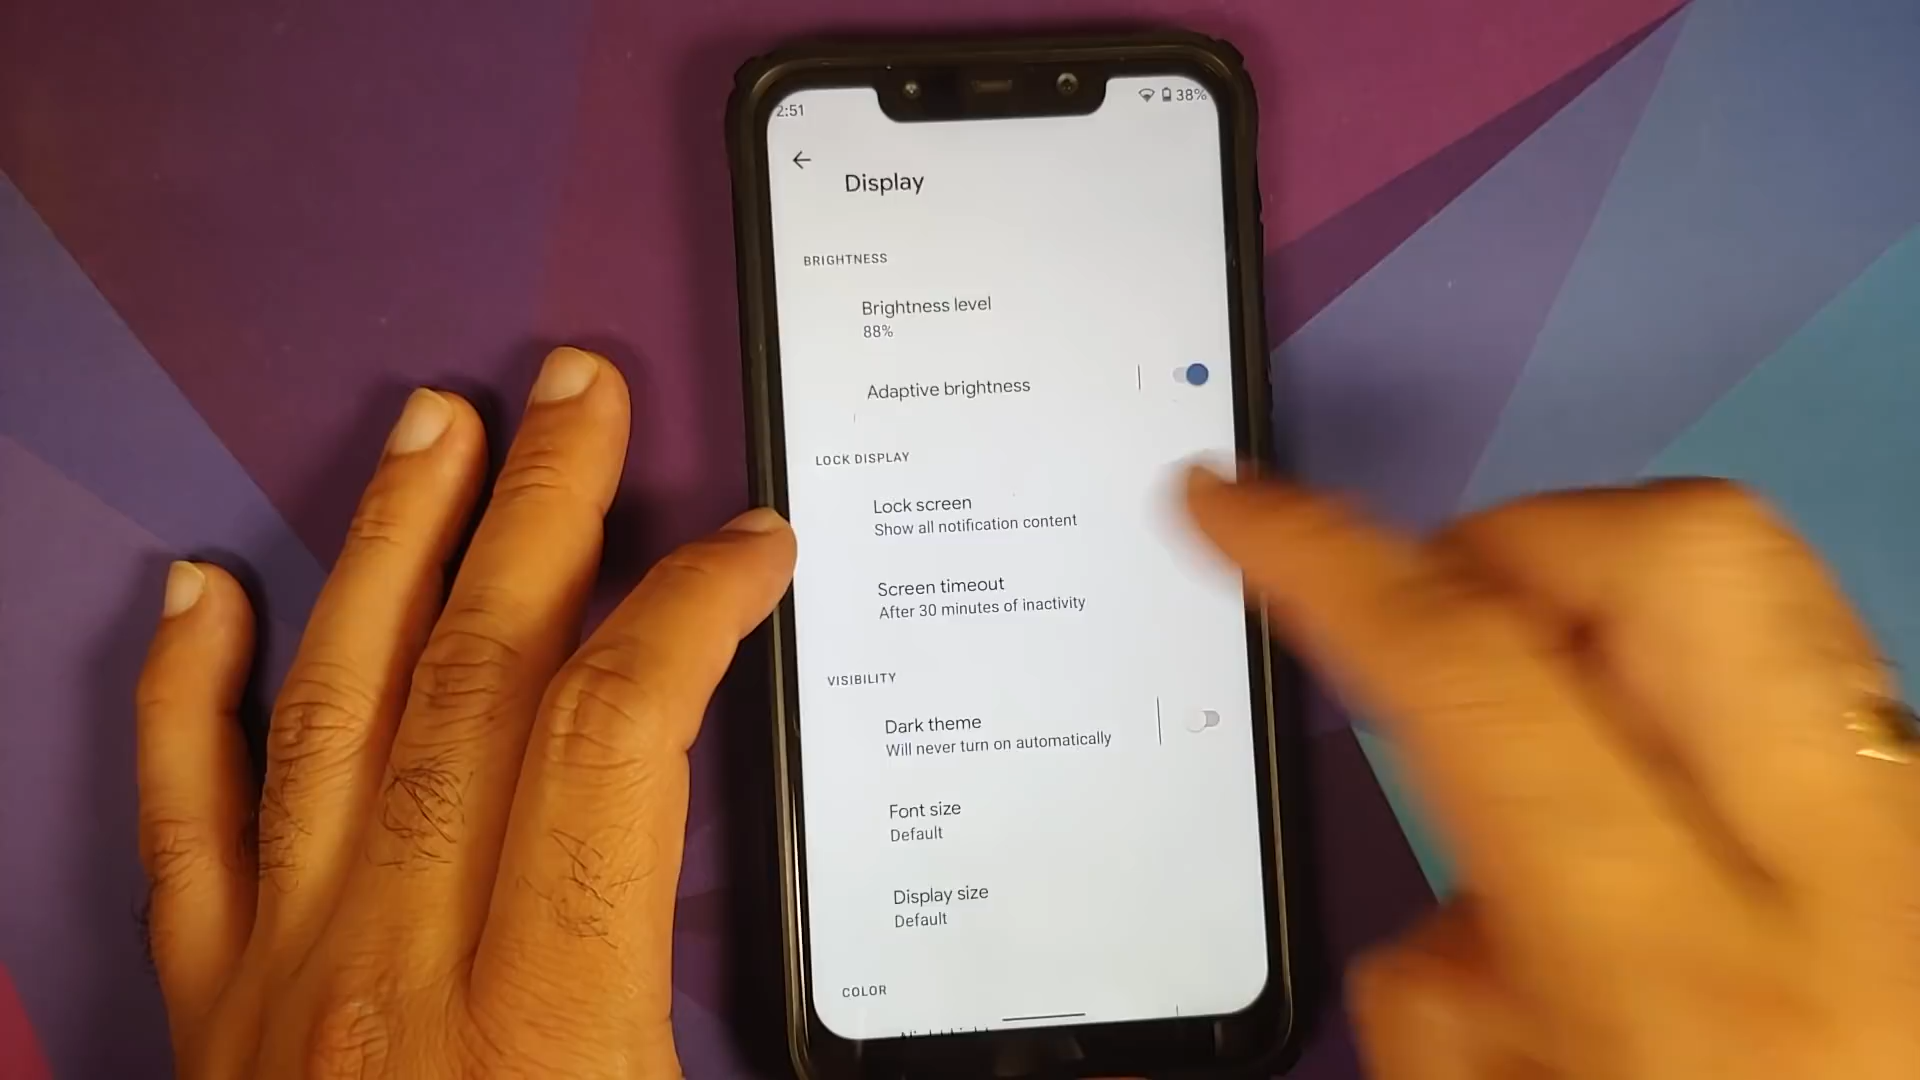 2:51
38%
Display
BRIGHTNESS
Brightness level
88%
Adaptive brightness
LOCK DISPLAY
Lock screen
Show all notification content
Screen timeout
After 30 minutes of inactivity
VISIBILITY
Dark theme
Will never turn on automatically
Font size
Default
Display size
Default
COLOR